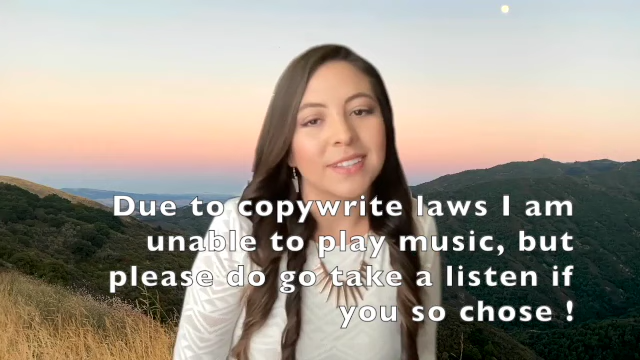 Due to copywrite laws I am
unable to play music, but
please do go take a listen if
you so chose !